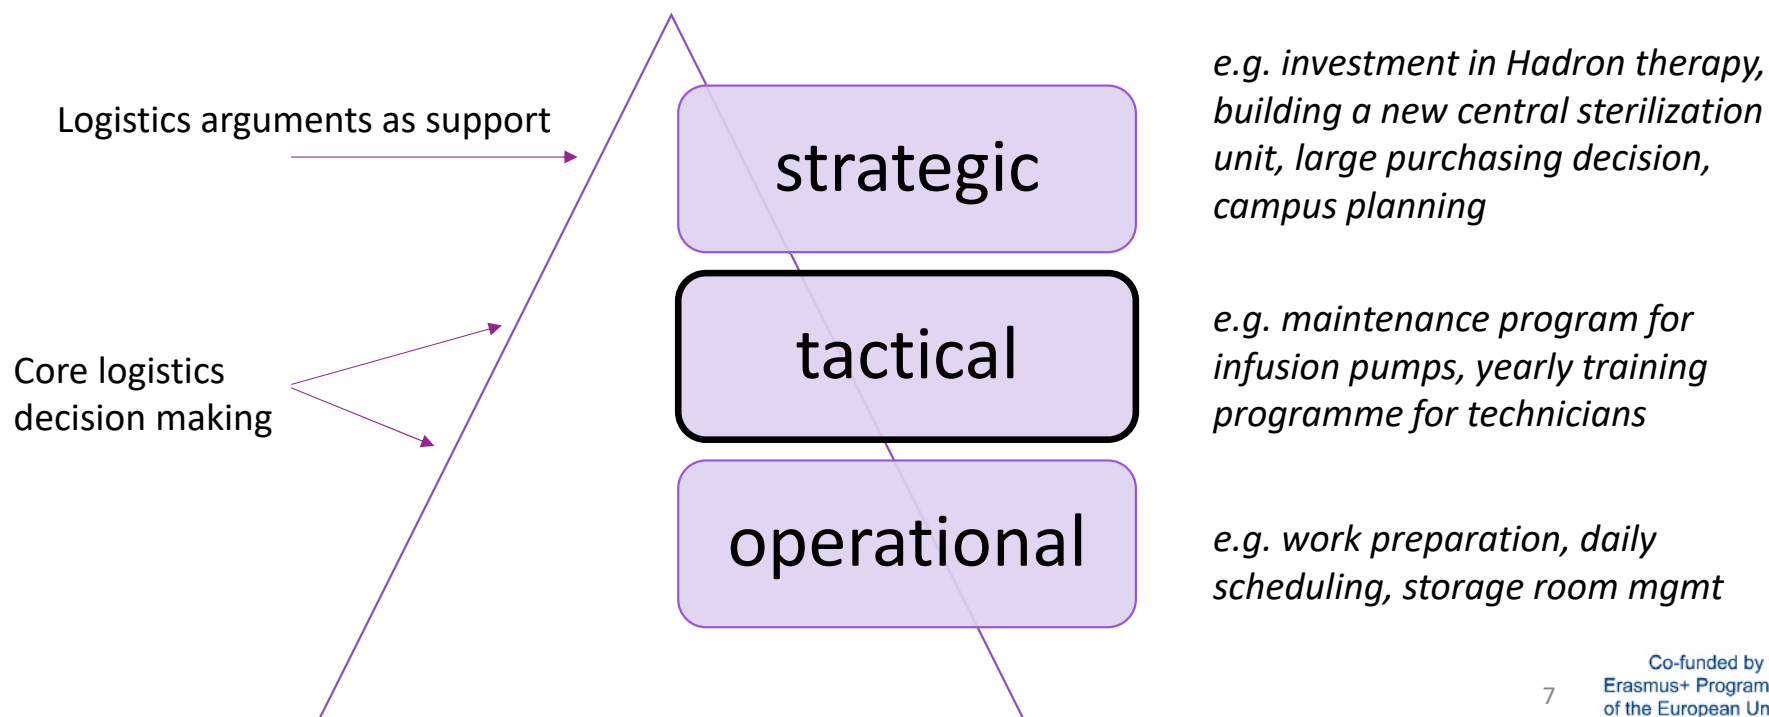 Logistics arguments as support
strategic
e.g. investment in Hadron therapy,
building a new central sterilization
unit, large purchasing decision,
campus planning
Core logistics
decision making
tactical
e.g. maintenance program for
infusion pumps, yearly training
programme for technicians
operational
e.g. work preparation, daily
scheduling, storage room mgmt
7
Co-funded by
Erasmus+ Program
of the European Un